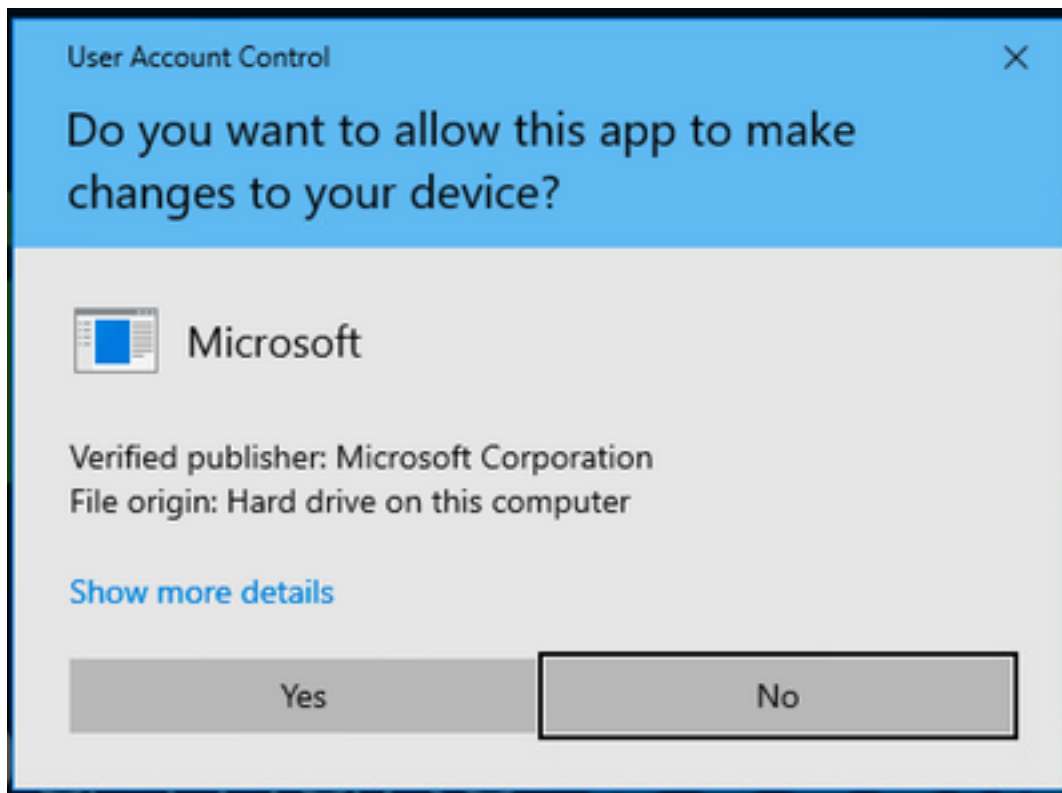 User Account Control
Do you want to allow this app to make
changes to your device?
Microsoft
Verified publisher: Microsoft Corporation
File origin: Hard drive on this computer
Show more details
Yes
No